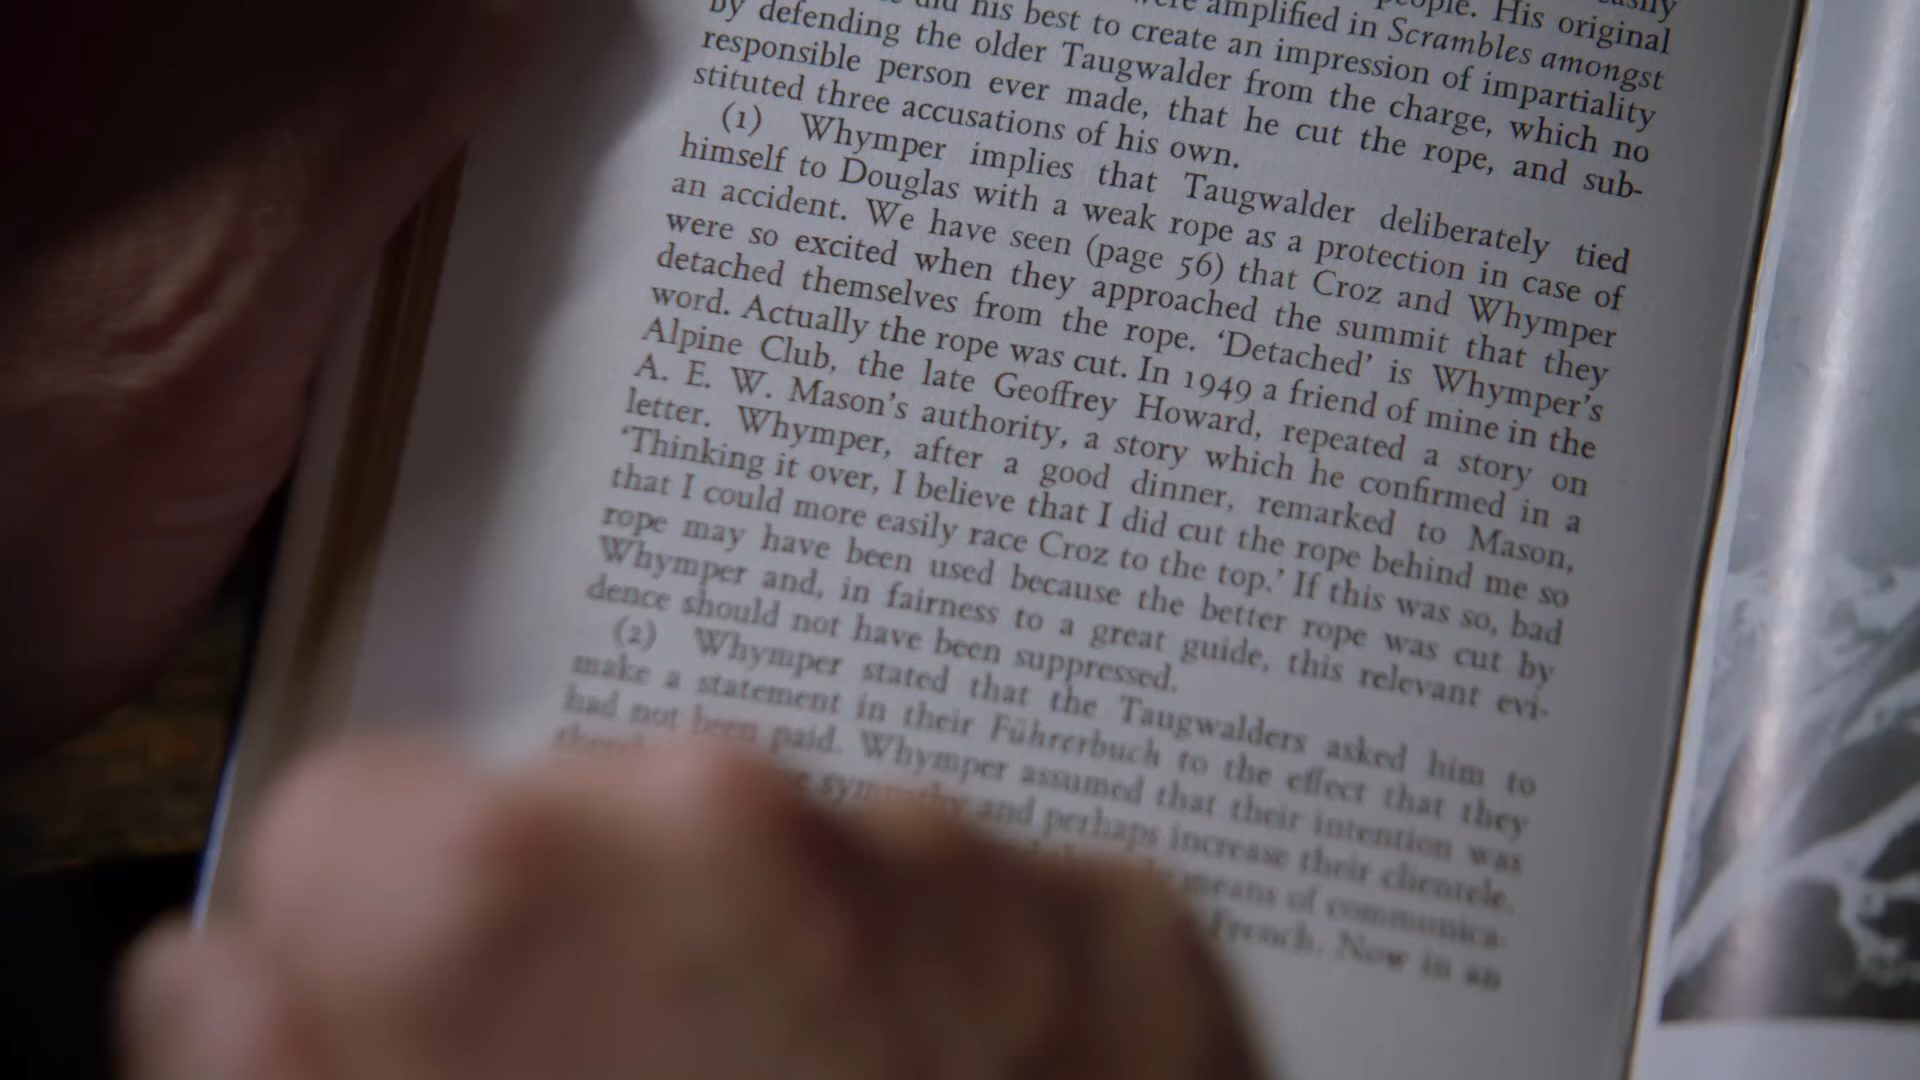 easily
people. His original
were amplified in Scrambles amongst
did his best to create an impression of impartiality
by defending the older Taugwalder from the charge, which no
responsible person ever made, that he cut the rope, and sub-
stituted three accusations of his own.
(1) Whymper implies that Taugwalder deliberately tied
himself to Douglas with a weak rope as a protection in case of
an accident. We have seen (page 56) that Croz and Whymper
were so excited when they approached the summit that they
detached themselves from the rope. ‘Detached’ is Whymper’s
word. Actually the rope was cut. In 1949 a friend of mine in the
Alpine Club, the late Geoffrey Howard, repeated a story on
A. E. W. Mason’s authority, a story which he confirmed in a
letter. Whymper, after a good dinner, remarked to Mason,
‘Thinking it over, I believe that I did cut the rope behind me so
that I could more easily race Croz to the top.’ If this was so, bad
rope may have been used because the better rope was cut by
Whymper and, in fairness to a great guide, this relevant evi-
dence should not have been suppressed.
(2) Whymper stated that the Taugwalders asked him to
make a statement in their Führerbuch to the effect that they
had not been paid. Whymper assumed that their intention was
sympathy and perhaps increase their clientele.
means of communica-
French. Now in an